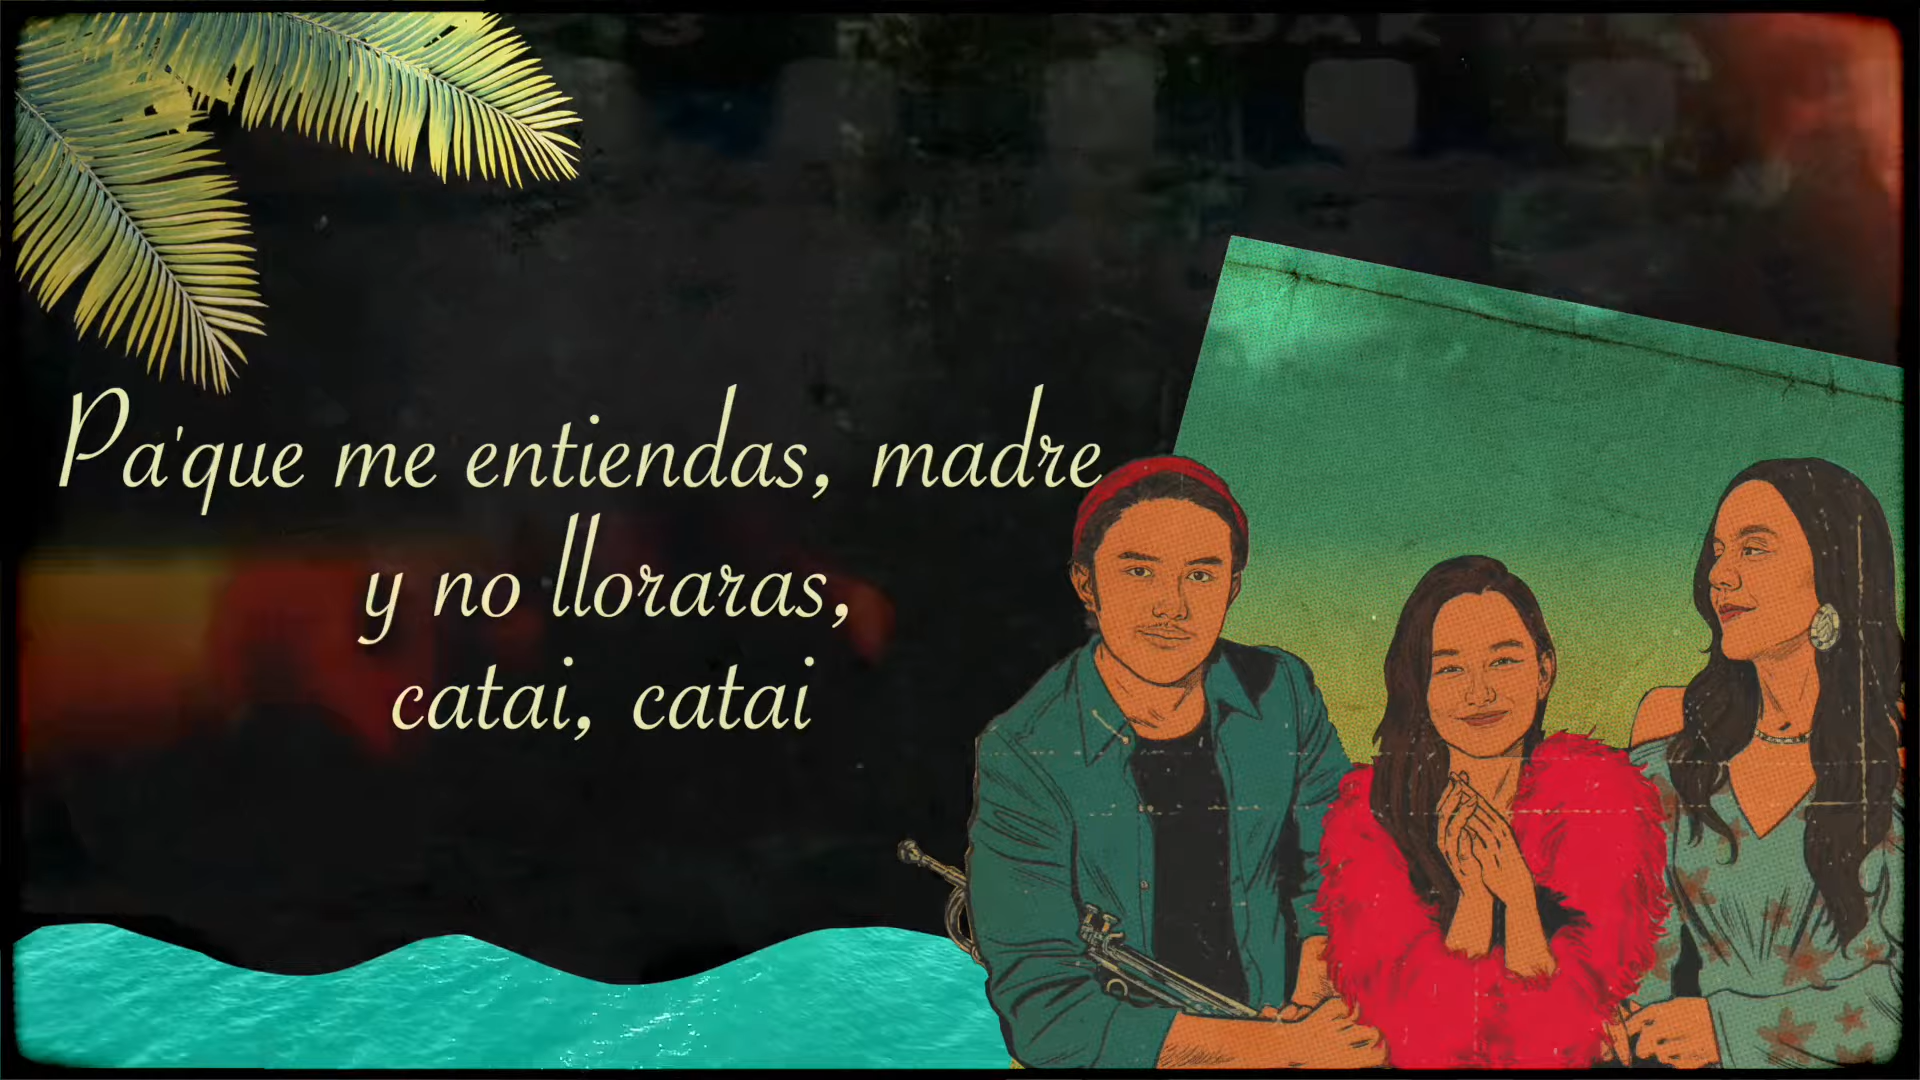 Pa'que me entiendas, madre
y no lloraras,
catai, catai